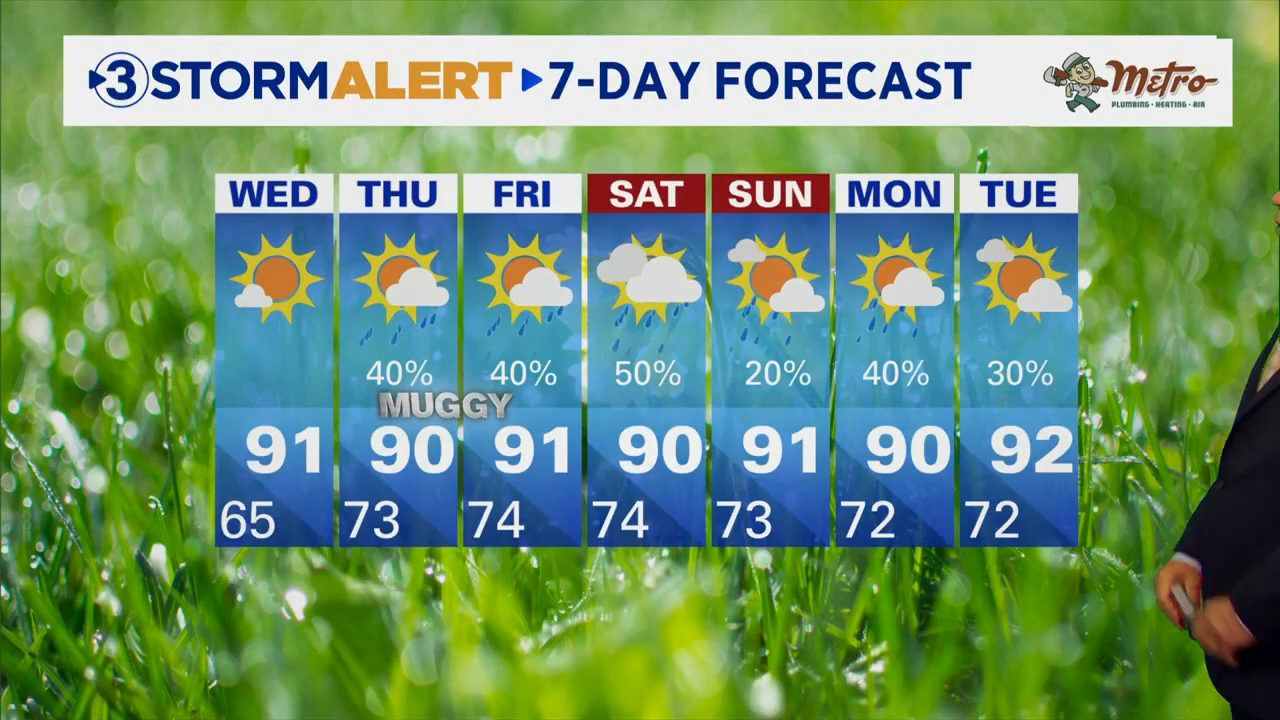 3 STORMALERT 7-DAY FORECAST
Metro
PLUMBING · HEATING · AIR
WED THU FRI SAT SUN MON TUE
40% 40% 50% 20% 40% 30%
MUGGY
91 90 91 90 91 90 92
65 73 74 74 73 72 72